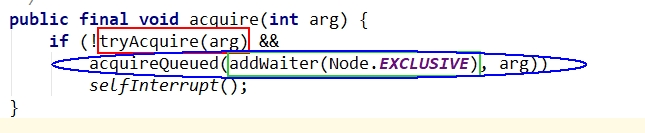 public final void acquire(int arg) {
if (!tryAcquire(arg) &&
acquireQueued(addWaiter(Node.EXCLUSIVE), arg))
selfInterrupt();
}